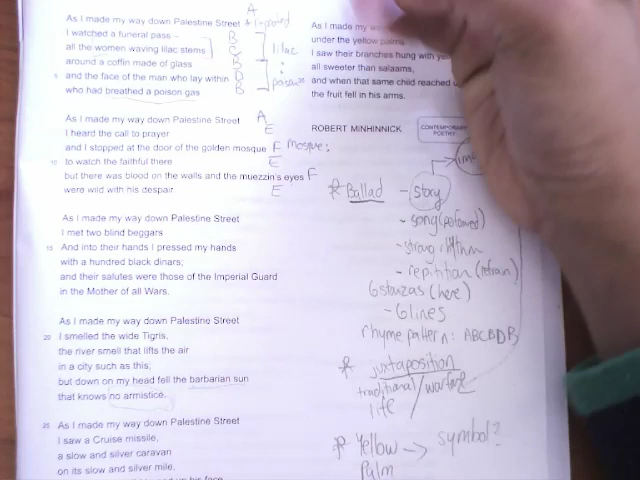 As I made my way down Palestine Street
I watched a funeral pass –
all the women waving lilac stems
around a coffin made of glass
5 and the face of the man who lay within
who had breathed a poison gas
A
* repeated
B
C
B
D
B
lilac
:
poison
As I made my way down Palestine Street
I heard the call to prayer
and I stopped at the door of the golden mosque
10 to watch the faithful there
but there was blood on the walls and the muezzin's eyes
were wild with his despair
A
E
F Mosque:
E
F
E
As I made my way down Palestine Street
I met two blind beggars
15 And into their hands I pressed my hands
with a hundred black dinars;
and their salutes were those of the Imperial Guard
in the Mother of all Wars.
As I made my way down Palestine Street
20 I smelled the wide Tigris,
the river smell that lifts the air
in a city such as this;
but down on my head fell the barbarian sun
that knows no armistice.
25 As I made my way down Palestine Street
I saw a Cruise missile,
a slow and silver caravan
on its slow and silver mile,
As I made my
under the yellow palms
I saw their branches hung with
all sweeter than salaams,
35 and when that same child reached
the fruit fell in his arms.
ROBERT MINHINNICK
CONTEMPORARY
POETRY
* Ballad - story
- song (performed)
- strong rhythm
- repitition (refrain)
6 stanzas (here)
- 6 lines
rhyme pattern: ABCBDB
* juxtaposition
traditional / warfare
life
* Yellow → symbol?
Palm